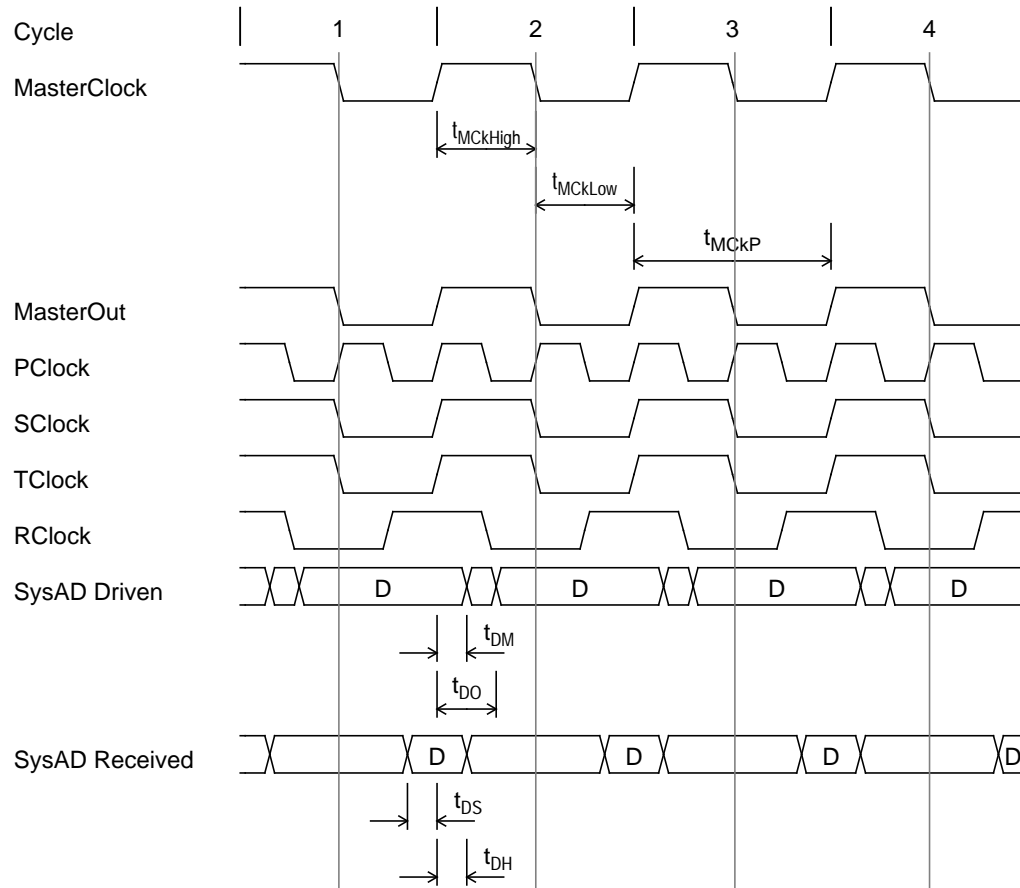 Cycle 1 2 3 4
MasterClock
tMCkHigh
tMCkLow
tMCkP
MasterOut
PClock
SClock
TClock
RClock
SysAD Driven D D D D
tDM
tDO
SysAD Received D D D D
tDS
tDH